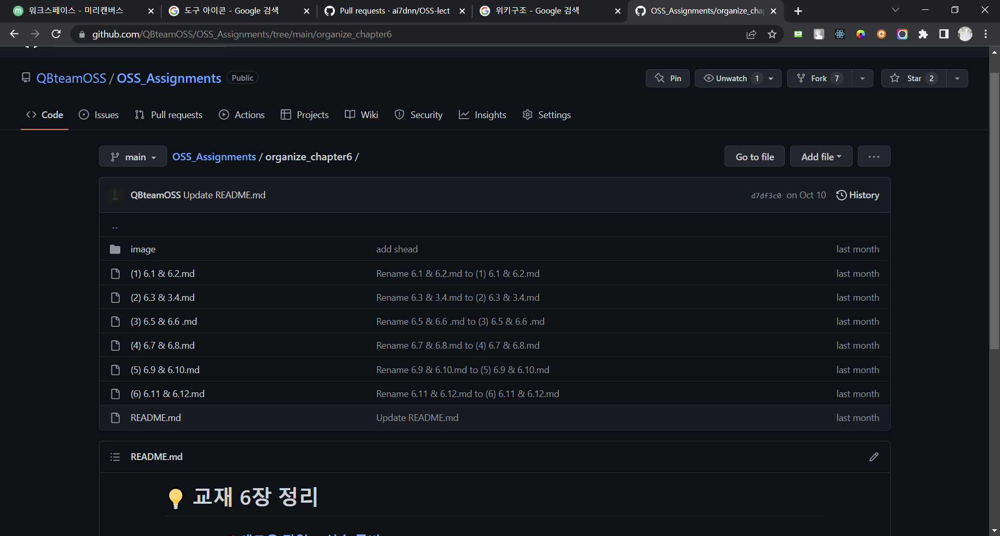 워크스페이스 - 미리캔버스
도구 아이콘 - Google 검색
Pull requests · ai7dnn/OSS-lect
위키구조 - Google 검색
OSS_Assignments/organize_chap
github.com/QBteamOSS/OSS_Assignments/tree/main/organize_chapter6
QBteamOSS / OSS_Assignments Public
Pin Unwatch 1 Fork 7 Star 2
Code Issues Pull requests Actions Projects Wiki Security Insights Settings
main OSS_Assignments / organize_chapter6 / Go to file Add file ...
QBteamOSS Update README.md d7df3c0 on Oct 10 History
..
image add shead last month
(1) 6.1 & 6.2.md Rename 6.1 & 6.2.md to (1) 6.1 & 6.2.md last month
(2) 6.3 & 3.4.md Rename 6.3 & 3.4.md to (2) 6.3 & 3.4.md last month
(3) 6.5 & 6.6 .md Rename 6.5 & 6.6 .md to (3) 6.5 & 6.6 .md last month
(4) 6.7 & 6.8.md Rename 6.7 & 6.8.md to (4) 6.7 & 6.8.md last month
(5) 6.9 & 6.10.md Rename 6.9 & 6.10.md to (5) 6.9 & 6.10.md last month
(6) 6.11 & 6.12.md Rename 6.11 & 6.12.md to (6) 6.11 & 6.12.md last month
README.md Update README.md last month
README.md
교재 6장 정리